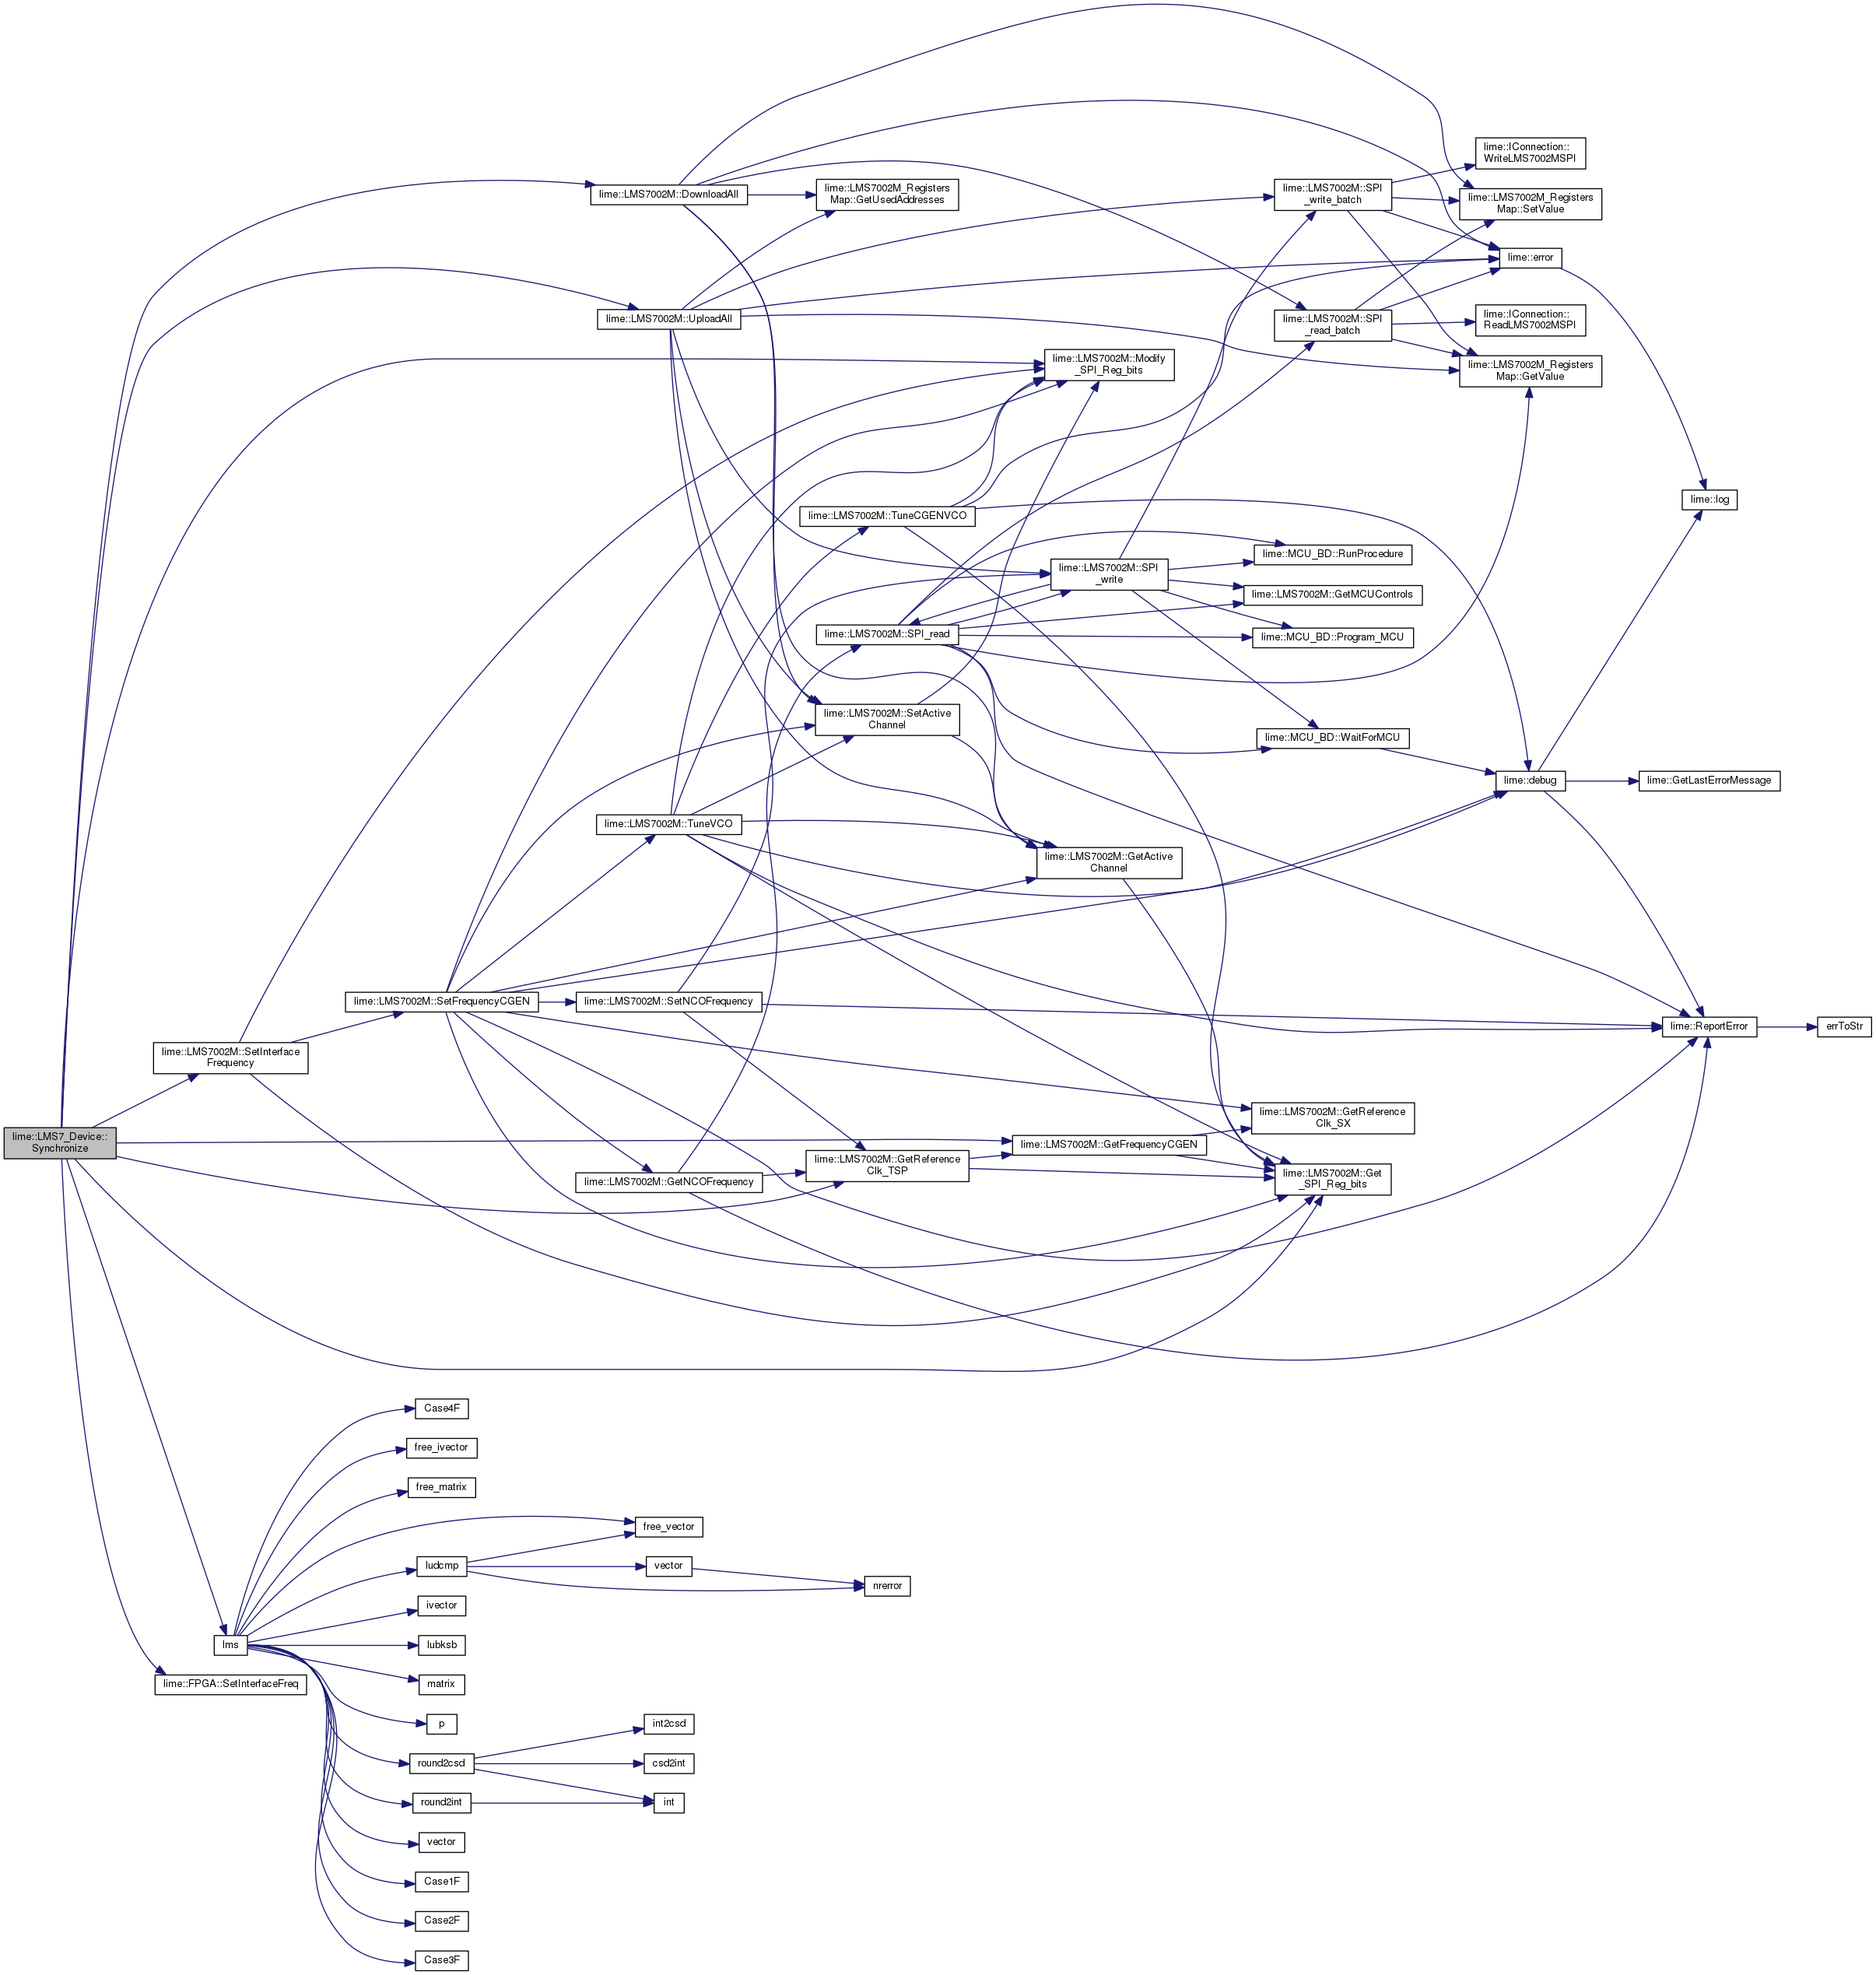 lime::IConnection::
WriteLMS7002MSPI
lime::LMS7002M::DownloadAll
lime::LMS7002M_Registers
Map::GetUsedAddresses
lime::LMS7002M::SPI
_write_batch
lime::LMS7002M_Registers
Map::SetValue
lime::error
lime::LMS7002M::UploadAll
lime::LMS7002M::SPI
_read_batch
lime::IConnection::
ReadLMS7002MSPI
lime::LMS7002M::Modify
_SPI_Reg_bits
lime::LMS7002M_Registers
Map::GetValue
lime::log
lime::LMS7002M::TuneCGENVCO
lime::MCU_BD::RunProcedure
lime::LMS7002M::SPI
_write
lime::LMS7002M::GetMCUControls
lime::LMS7002M::SPI_read
lime::MCU_BD::Program_MCU
lime::LMS7002M::SetActive
Channel
lime::MCU_BD::WaitForMCU
lime::debug
lime::GetLastErrorMessage
lime::LMS7002M::TuneVCO
lime::LMS7002M::GetActive
Channel
lime::LMS7002M::SetFrequencyCGEN
lime::LMS7002M::SetNCOFrequency
lime::ReportError
errToStr
lime::LMS7002M::SetInterface
Frequency
lime::LMS7002M::GetReference
Clk_SX
lime::LMS7_Device::
Synchronize
lime::LMS7002M::GetFrequencyCGEN
lime::LMS7002M::GetReference
Clk_TSP
lime::LMS7002M::GetNCOFrequency
lime::LMS7002M::Get
_SPI_Reg_bits
Case4F
free_ivector
free_matrix
free_vector
ludcmp
vector
nrerror
ivector
lms
lubksb
lime::FPGA::SetInterfaceFreq
matrix
p
int2csd
round2csd
csd2int
round2int
int
vector
Case1F
Case2F
Case3F